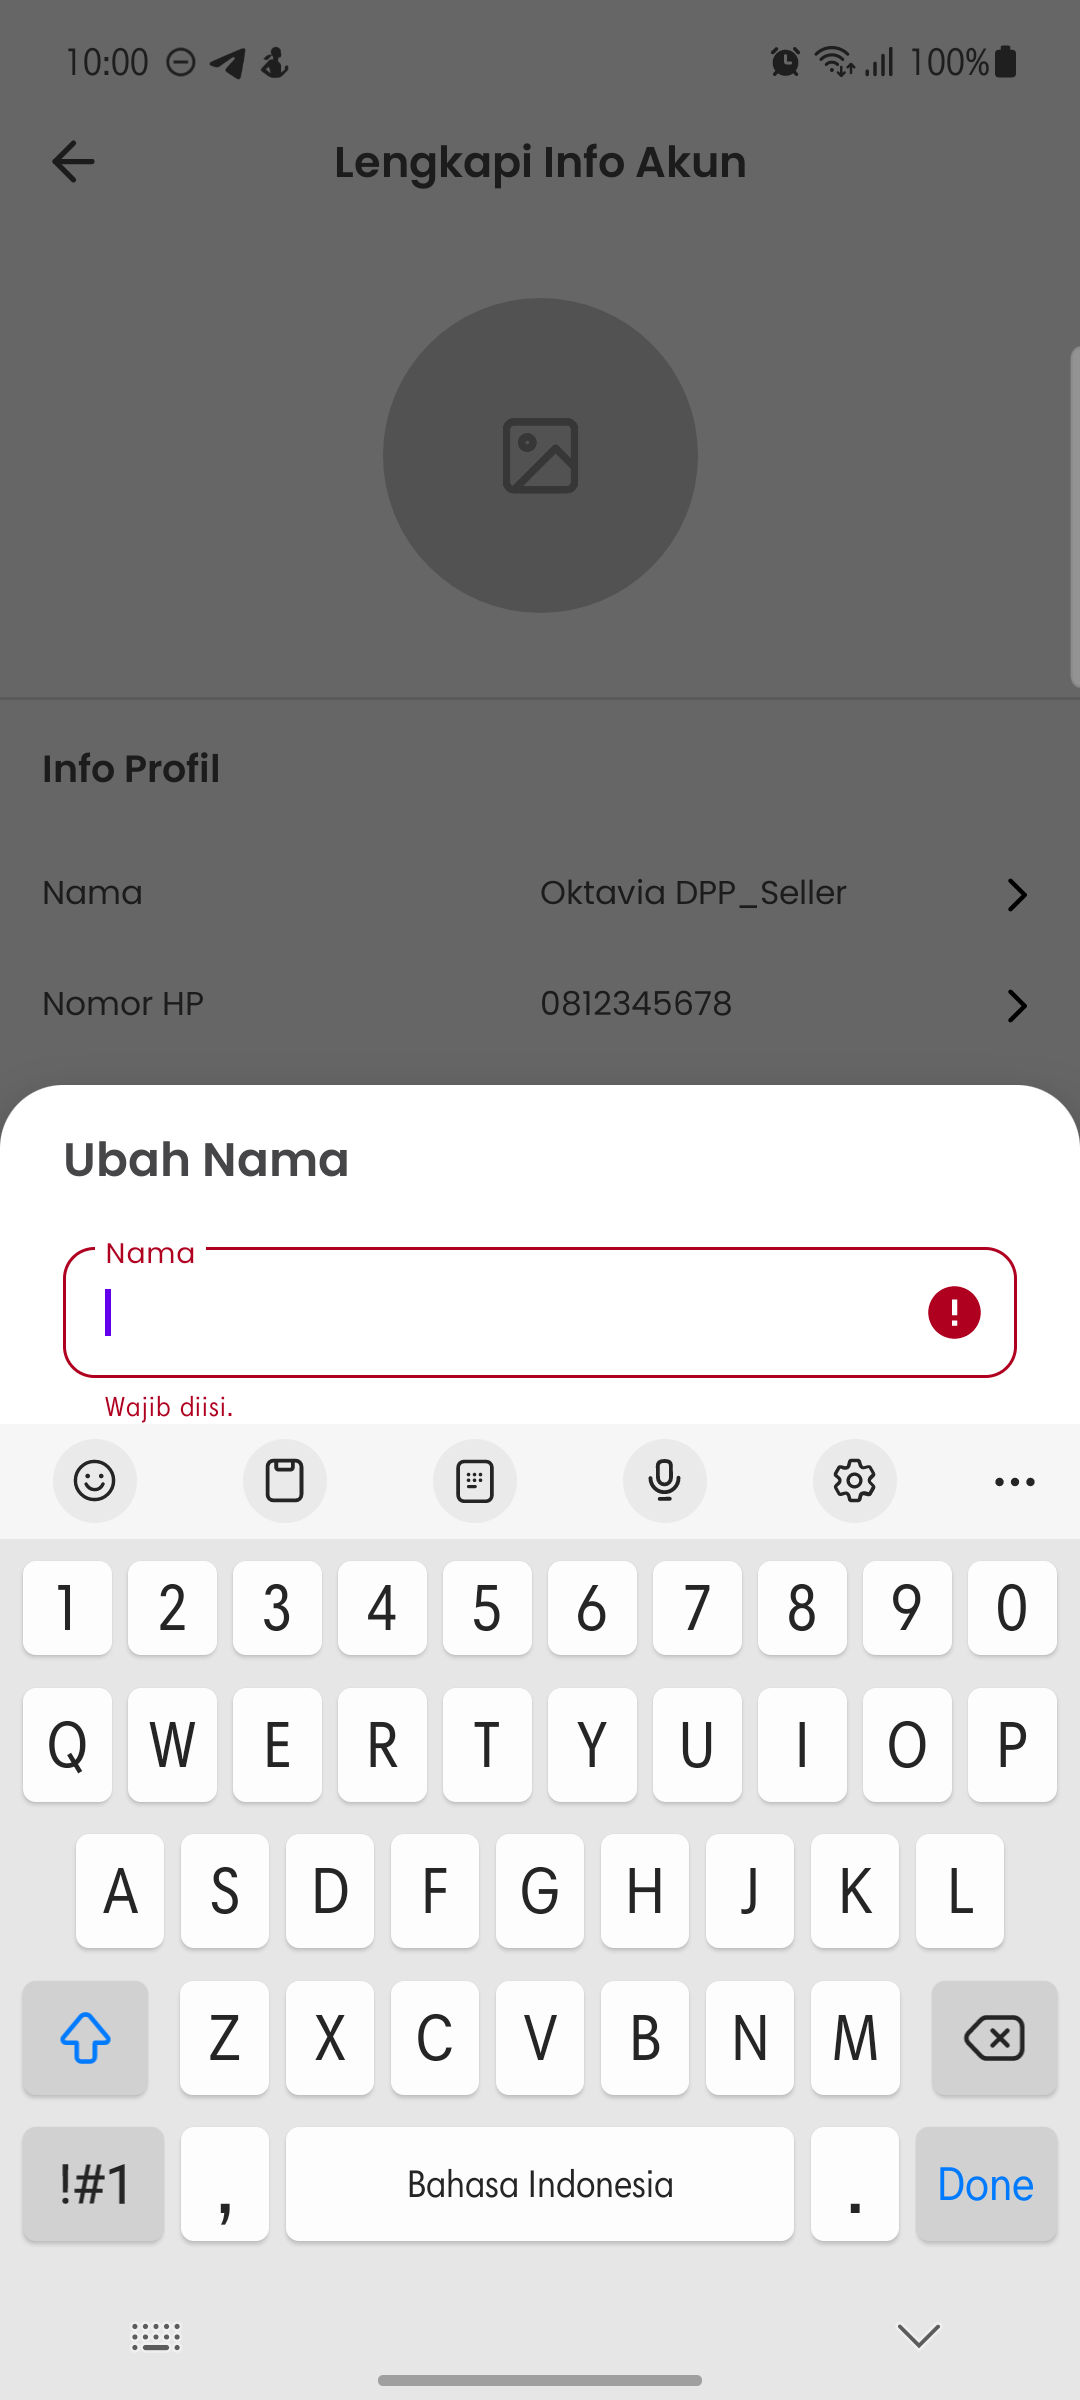 10:00 100%
Lengkapi Info Akun
Info Profil
Nama Oktavia DPP_Seller
Nomor HP 0812345678
Ubah Nama
Nama
!
Wajib diisi.
1 2 3 4 5 6 7 8 9 0
Q W E R T Y U I O P
A S D F G H J K L
Z X C V B N M
!#1 , Bahasa Indonesia . Done